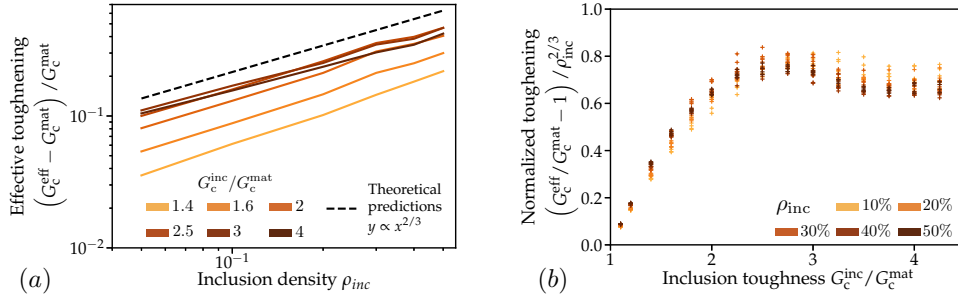 Effective toughnening
(G_c^eff − G_c^mat) /G_c^mat
10^−1
10^−2
G_c^inc/G_c^mat
1.4
1.6
2
2.5
3
4
Theoretical
predictions
y ∝ x^2/3
10^−1
Inclusion density ρ_inc
(a)
Normalized toughening
(G_c^eff/G_c^mat − 1) /ρ_inc^2/3
1.0
0.8
0.6
0.4
0.2
0.0
ρ_inc
10%
20%
30%
40%
50%
1
2
3
4
Inclusion toughness G_c^inc/G_c^mat
(b)